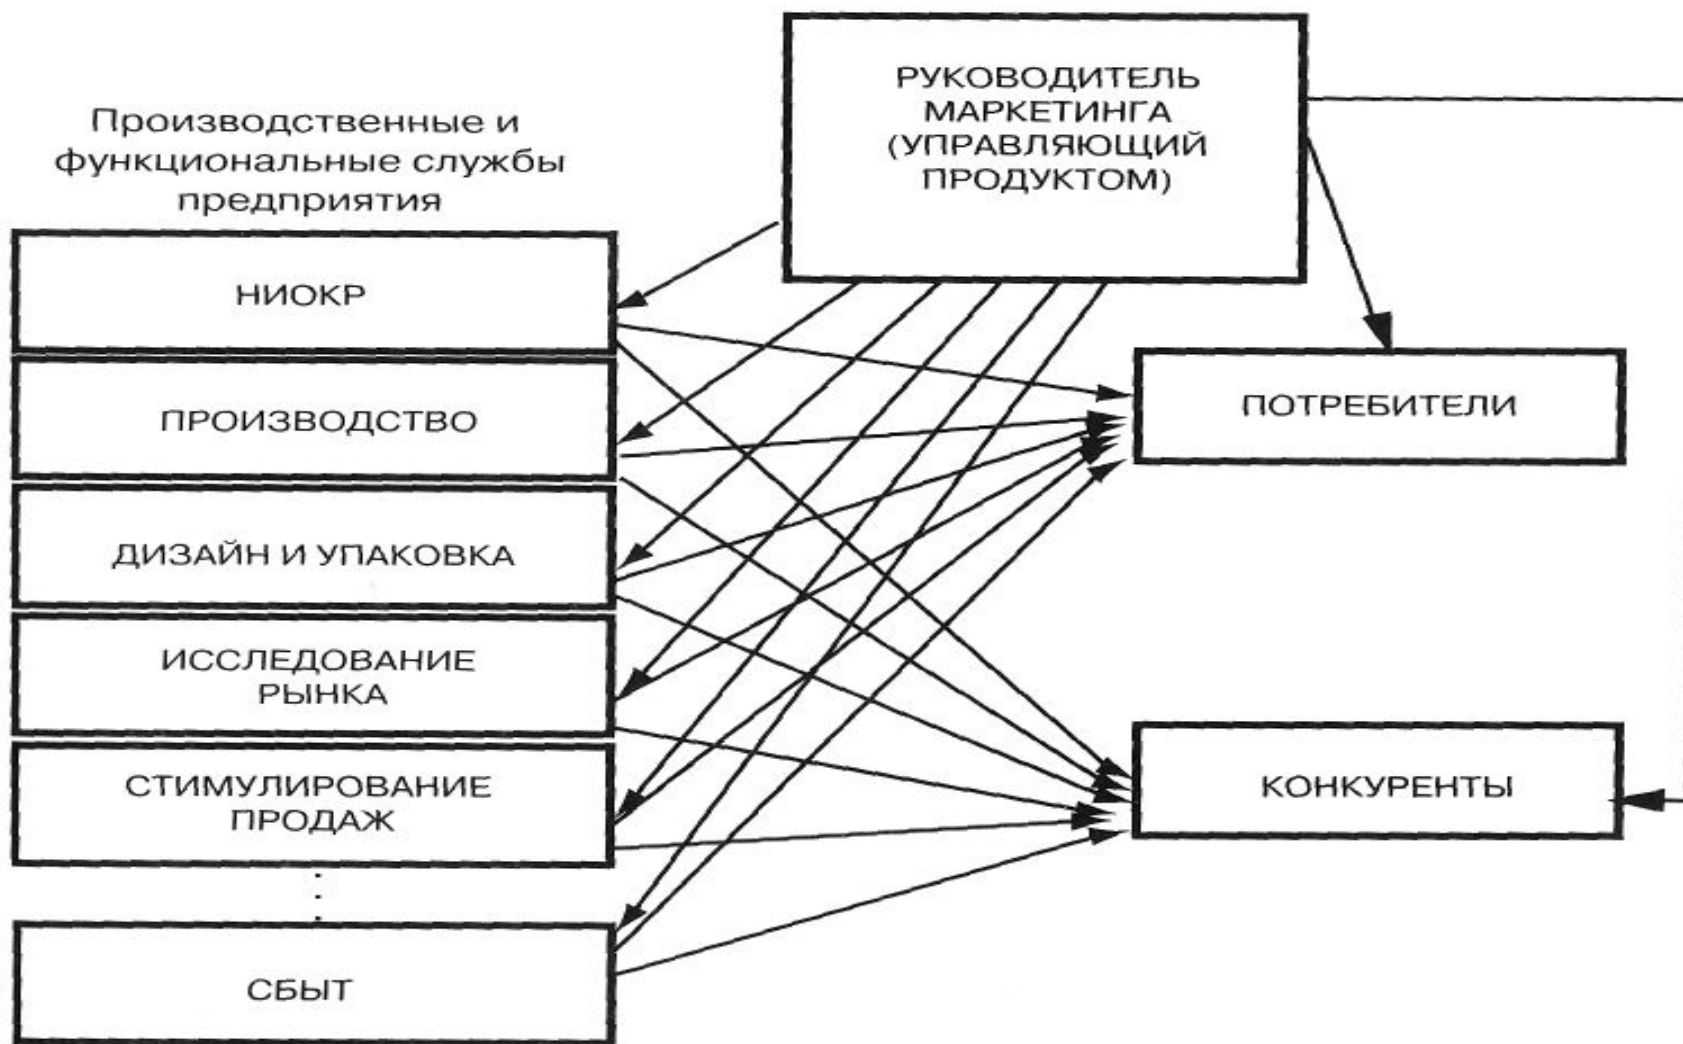 РУКОВОДИТЕЛЬ
МАРКЕТИНГА
(УПРАВЛЯЮЩИЙ
ПРОДУКТОМ)
Производственные и
функциональные службы
предприятия
НИОКР
ПРОИЗВОДСТВО
ДИЗАЙН И УПАКОВКА
ИССЛЕДОВАНИЕ
РЫНКА
СТИМУЛИРОВАНИЕ
ПРОДАЖ
СБЫТ
ПОТРЕБИТЕЛИ
КОНКУРЕНТЫ